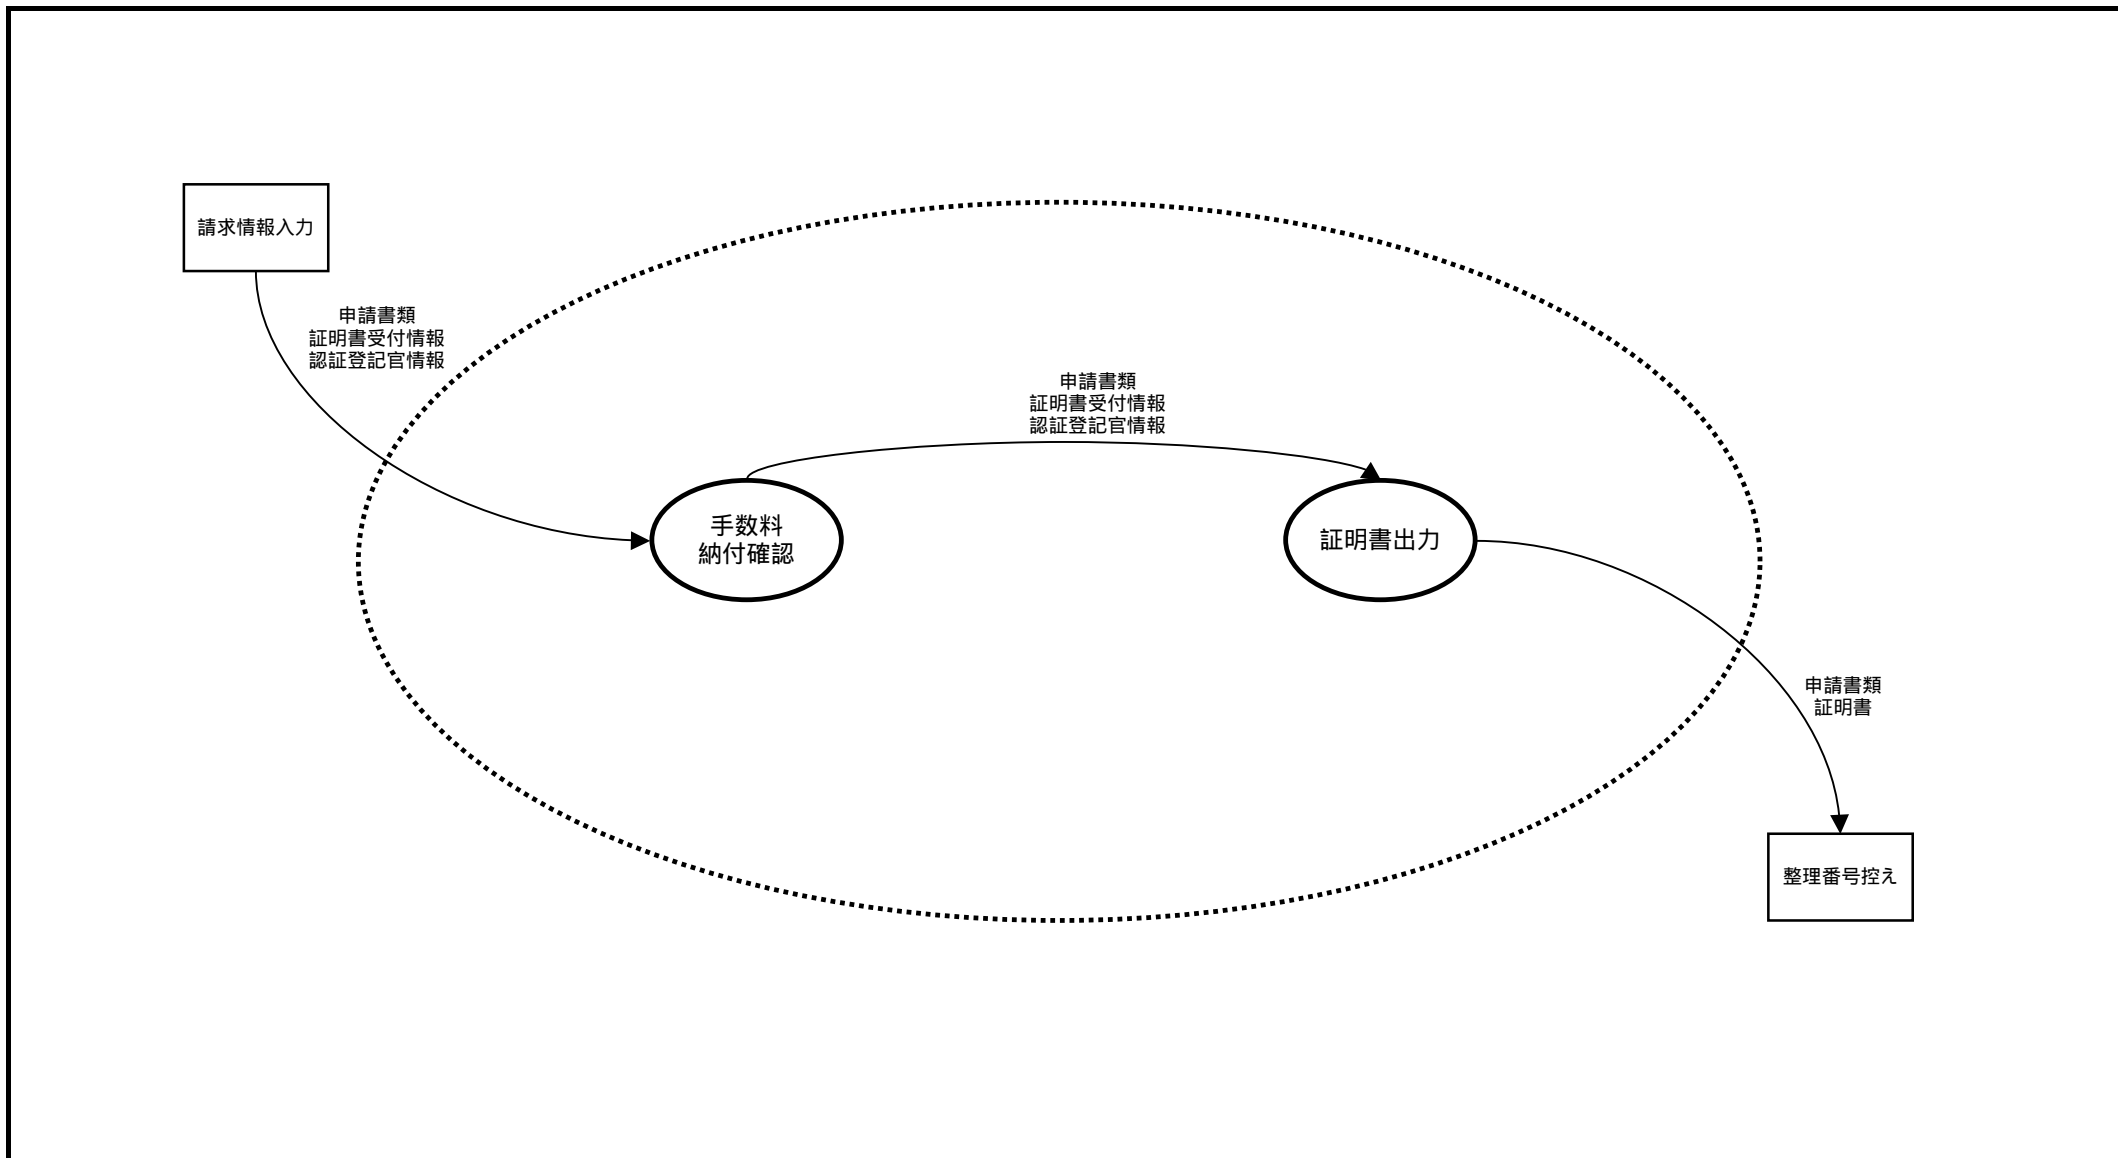 請求情報入力
申請書類
証明書受付情報
認証登記官情報
申請書類
証明書受付情報
認証登記官情報
手数料
納付確認
証明書出力
申請書類
証明書
整理番号控え